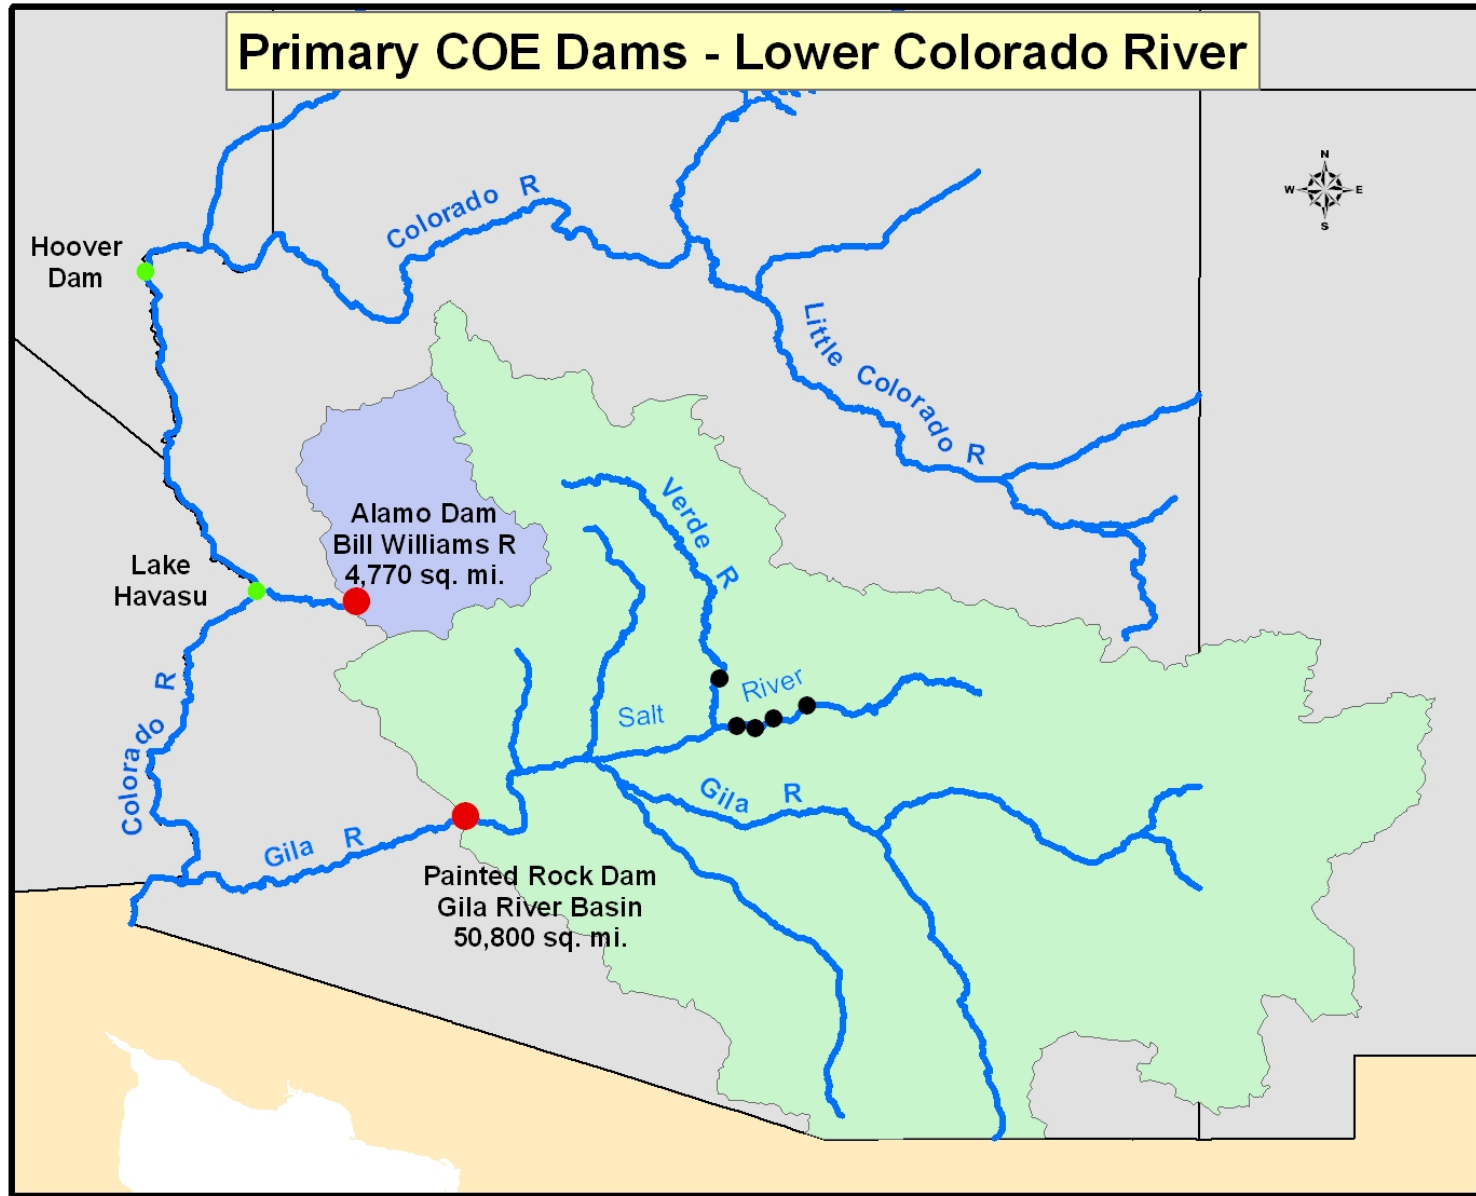 Primary COE Dams - Lower Colorado River
N
W E
S
Colorado R
Hoover
Dam
Little Colorado R
Verde R
Alamo Dam
Bill Williams R
4,770 sq. mi.
Lake
Havasu
Colorado R
Salt River
Gila R
Gila R
Painted Rock Dam
Gila River Basin
50,800 sq. mi.